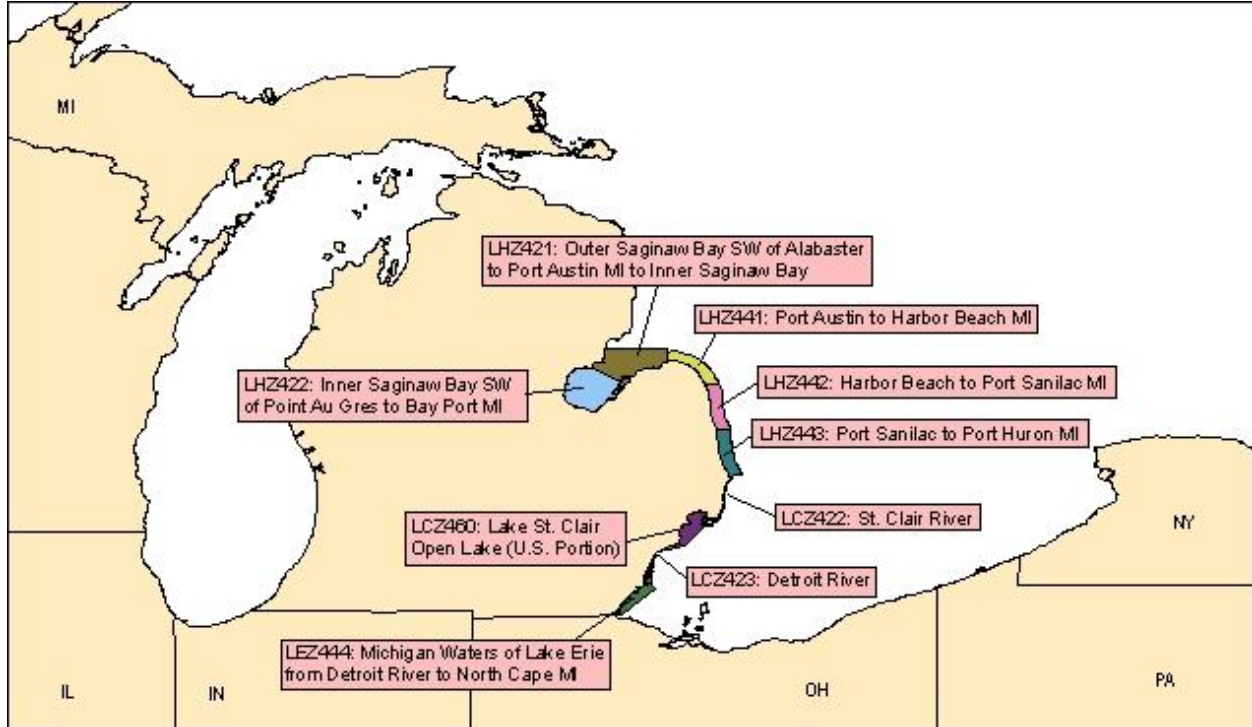 MI
LHZ421: Outer Saginaw Bay SW of Alabaster
to Port Austin MI to Inner Saginaw Bay
LHZ441: Port Austin to Harbor Beach MI
LHZ422: Inner Saginaw Bay SW
of Point Au Gres to Bay Port MI
LHZ442: Harbor Beach to Port Sanilac MI
LHZ443: Port Sanilac to Port Huron MI
LCZ460: Lake St. Clair
Open Lake (U.S. Portion)
LCZ422: St. Clair River
NY
LCZ423: Detroit River
LEZ444: Michigan Waters of Lake Erie
from Detroit River to North Cape MI
IL
IN
OH
PA